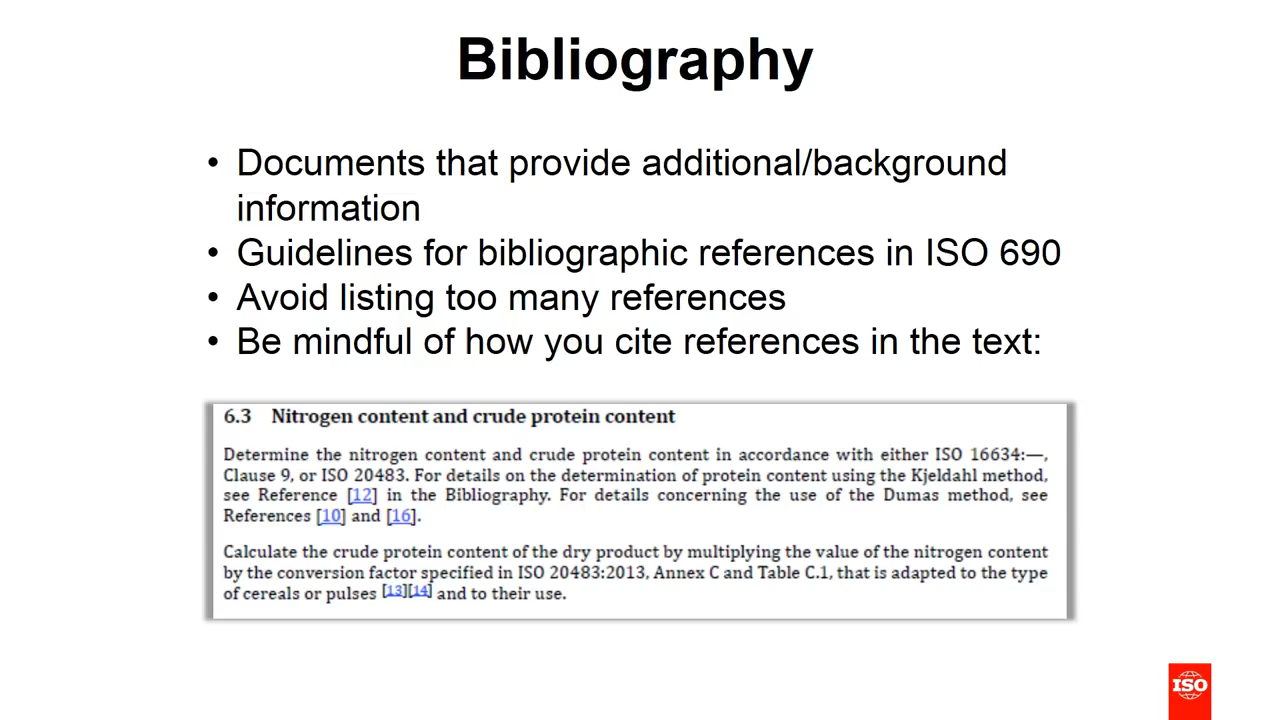 Bibliography
• Documents that provide additional/background
information
• Guidelines for bibliographic references in ISO 690
• Avoid listing too many references
• Be mindful of how you cite references in the text:
6.3 Nitrogen content and crude protein content
Determine the nitrogen content and crude protein content in accordance with either ISO 16634:—,
Clause 9, or ISO 20483. For details on the determination of protein content using the Kjeldahl method,
see Reference [12] in the Bibliography. For details concerning the use of the Dumas method, see
References [10] and [16].
Calculate the crude protein content of the dry product by multiplying the value of the nitrogen content
by the conversion factor specified in ISO 20483:2013, Annex C and Table C.1, that is adapted to the type
of cereals or pulses [13][14] and to their use.
ISO